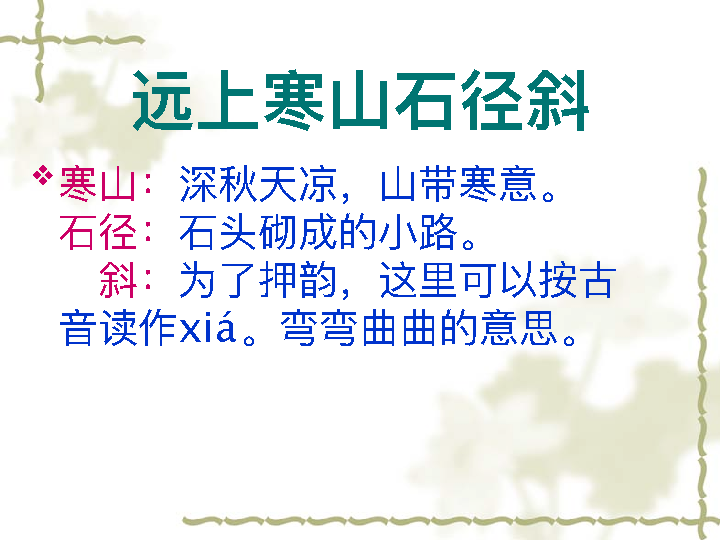 远上寒山石径斜
寒山：深秋天凉，山带寒意。
石径：石头砌成的小路。
斜：为了押韵，这里可以按古
音读作xiá。弯弯曲曲的意思。